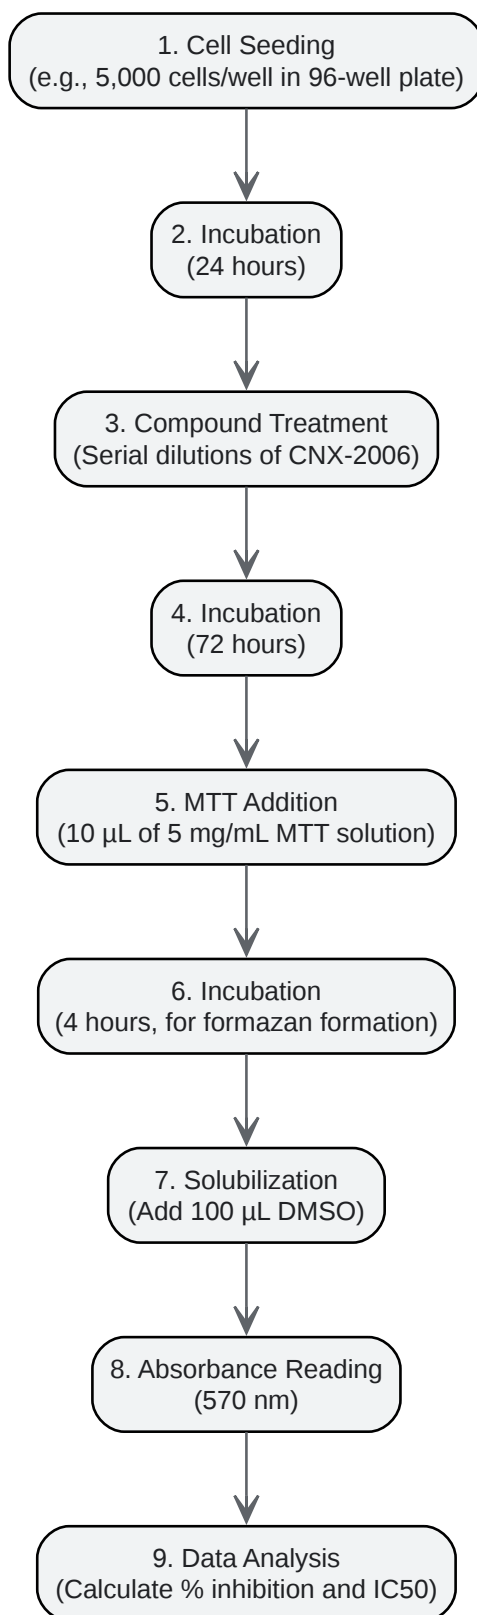 1. Cell Seeding
(e.g., 5,000 cells/well in 96-well plate)
2. Incubation
(24 hours)
3. Compound Treatment
(Serial dilutions of CNX-2006)
4. Incubation
(72 hours)
5. MTT Addition
(10 µL of 5 mg/mL MTT solution)
6. Incubation
(4 hours, for formazan formation)
7. Solubilization
(Add 100 µL DMSO)
8. Absorbance Reading
(570 nm)
9. Data Analysis
(Calculate % inhibition and IC50)